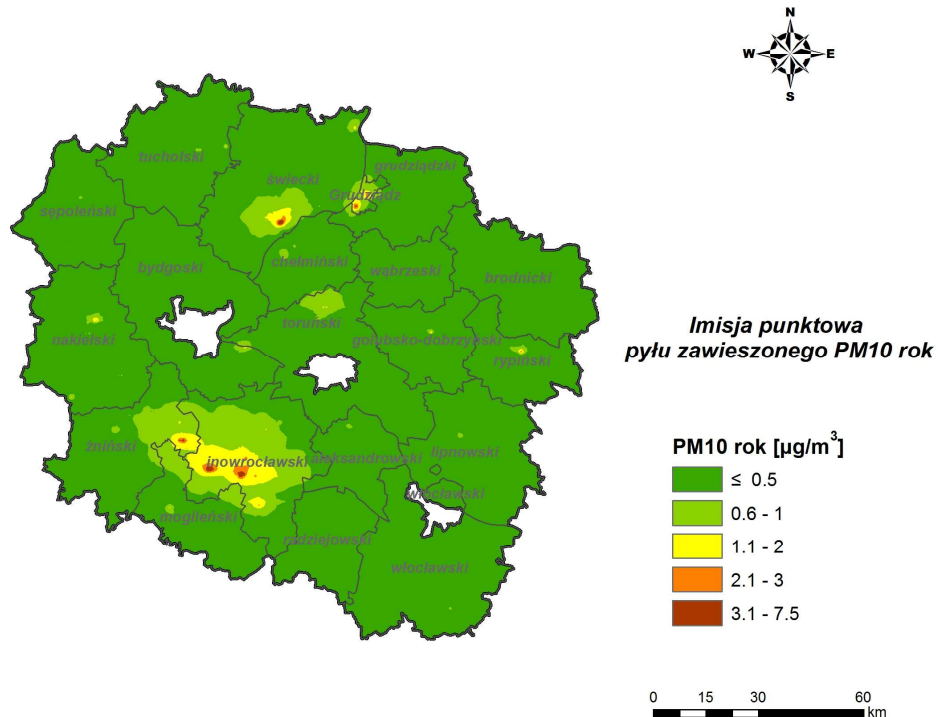 N
W E
S
tucholski
grudziądzki
świecki
Grudziądz
sępoleński
chełmiński
bydgoski
wąbrzeski
brodnicki
toruński
nakielski
golubsko-dobrzyński
rypiński
żniński
inowrocławski
aleksandrowski
lipnowski
włocławski
mogileński
radziejowski
włocławski
Imisja punktowa
pyłu zawieszonego PM10 rok
PM10 rok [µg/m³]
≤ 0.5
0.6 - 1
1.1 - 2
2.1 - 3
3.1 - 7.5
0 15 30 60
km